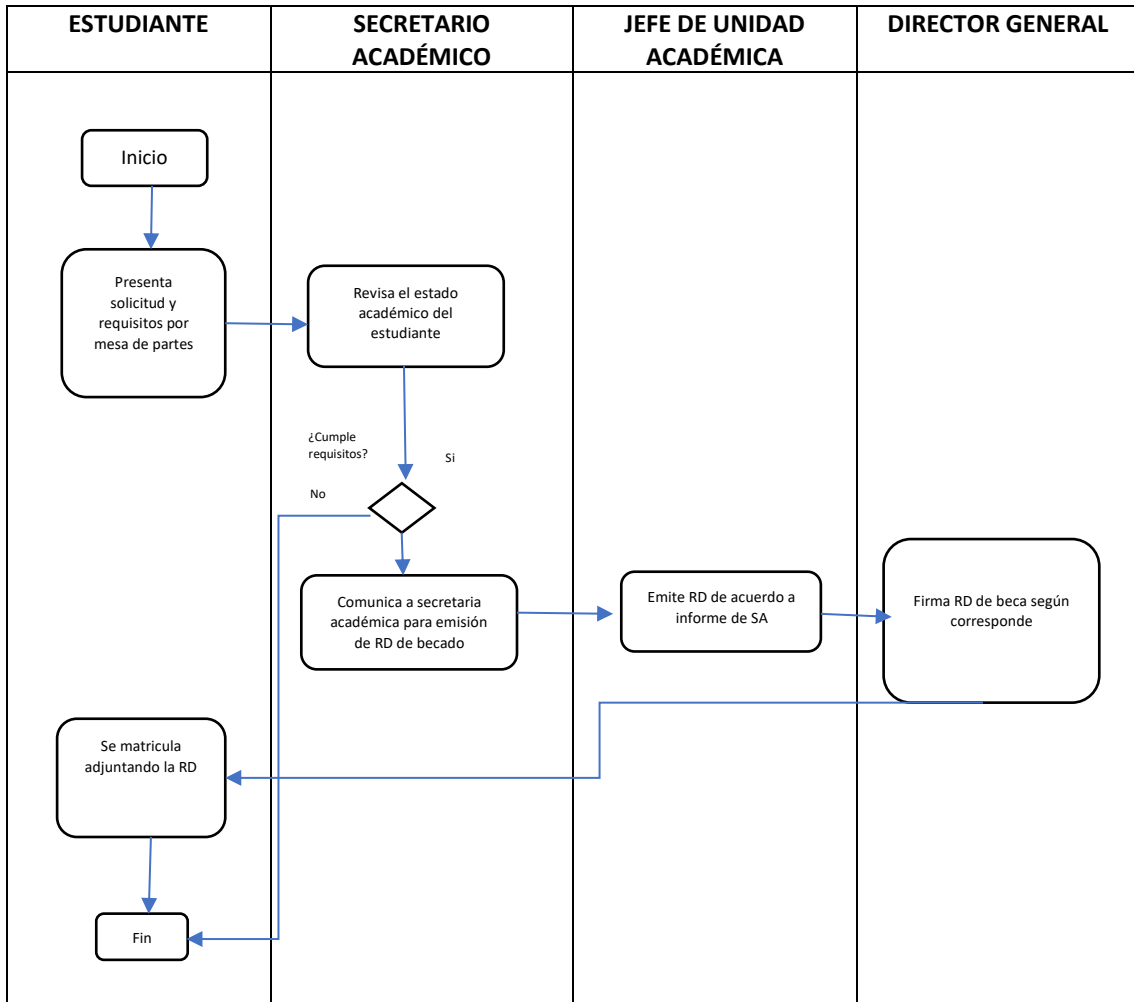 ESTUDIANTE
SECRETARIO
ACADÉMICO
JEFE DE UNIDAD
ACADÉMICA
DIRECTOR GENERAL
Inicio
Presenta
solicitud y
requisitos por
mesa de partes
Revisa el estado
académico del
estudiante
¿Cumple
requisitos?
Si
No
Comunica a secretaria
académica para emisión
de RD de becado
Emite RD de acuerdo a
informe de SA
Firma RD de beca según
corresponde
Se matricula
adjuntando la RD
Fin